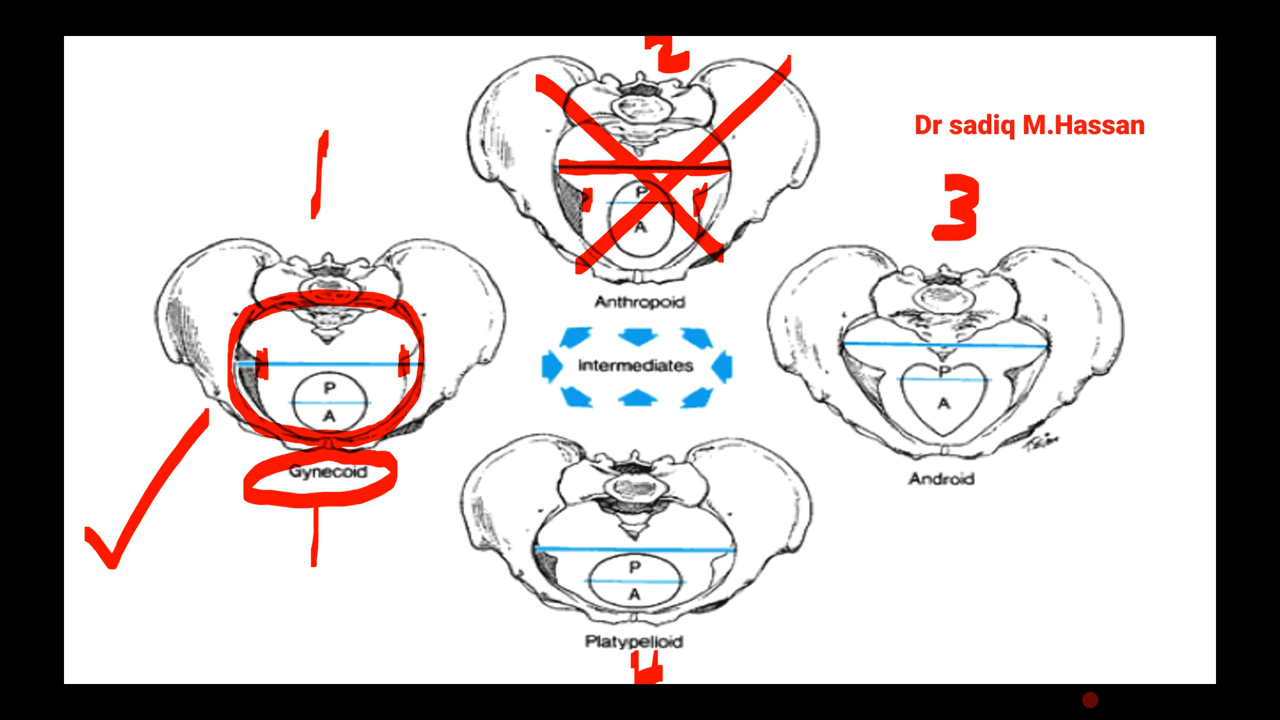 2
Dr sadiq M.Hassan
1
3
P
A
Anthropoid
Intermediates
P
A
P
A
Gynecoid
Android
P
A
Platypelloid
4